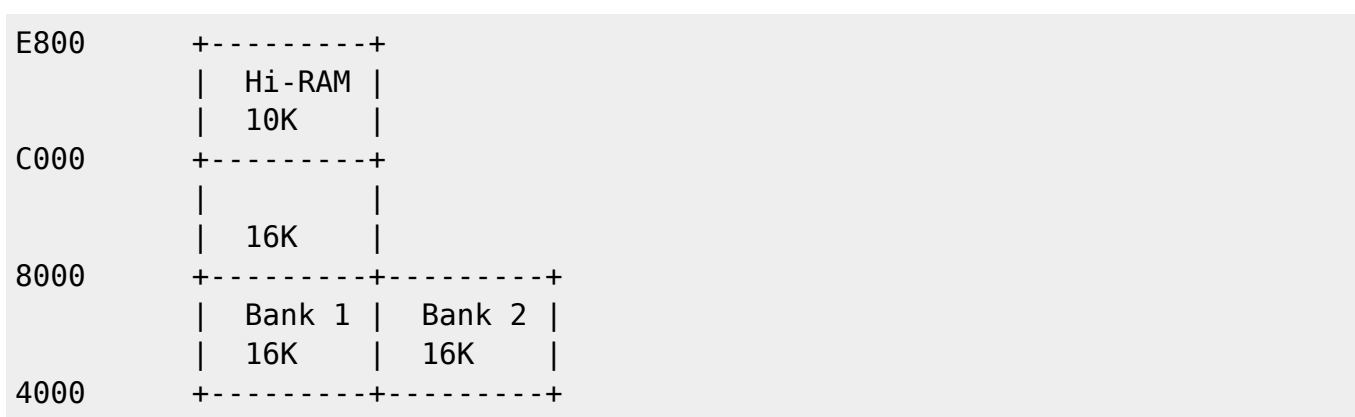 E800       +---------+
           |  Hi-RAM |
           |  10K    |
C000       +---------+
           |         |
           |  16K    |
8000       +---------+---------+
           |  Bank 1 |  Bank 2 |
           |  16K    |  16K    |
4000       +---------+---------+